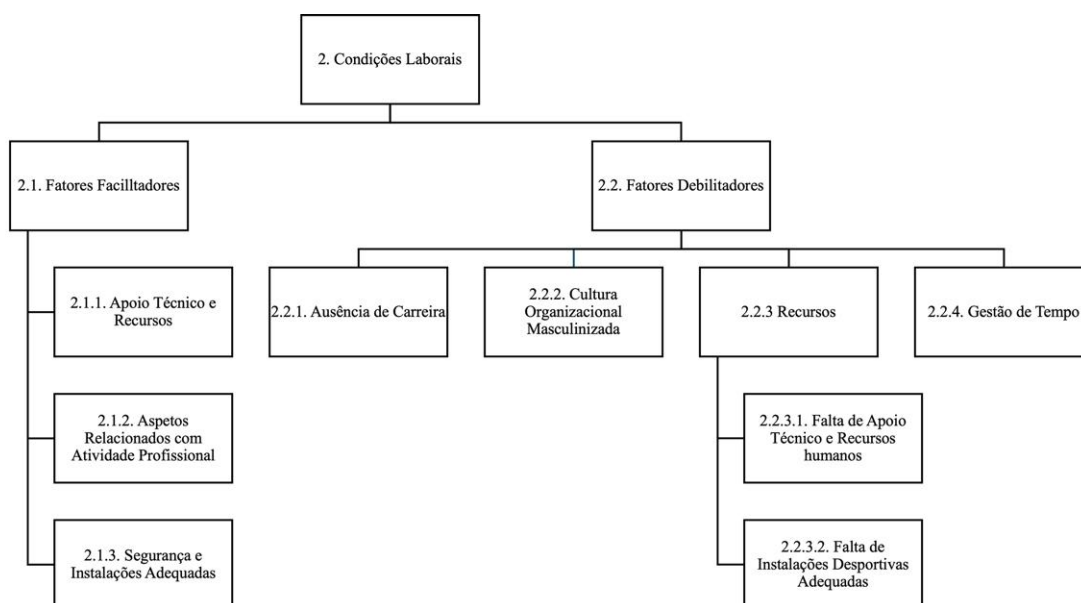 2. Condições Laborais
2.1. Fatores Facilltadores
2.2. Fatores Debilitadores
2.1.1. Apoio Técnico e
Recursos
2.2.1. Ausência de Carreira
2.2.2. Cultura
Organizacional
Masculinizada
2.2.3 Recursos
2.2.4. Gestão de Tempo
2.1.2. Aspetos
Relacionados com
Atividade Profissional
2.2.3.1. Falta de Apoio
Técnico e Recursos
humanos
2.1.3. Segurança e
Instalações Adequadas
2.2.3.2. Falta de
Instalações Desportivas
Adequadas